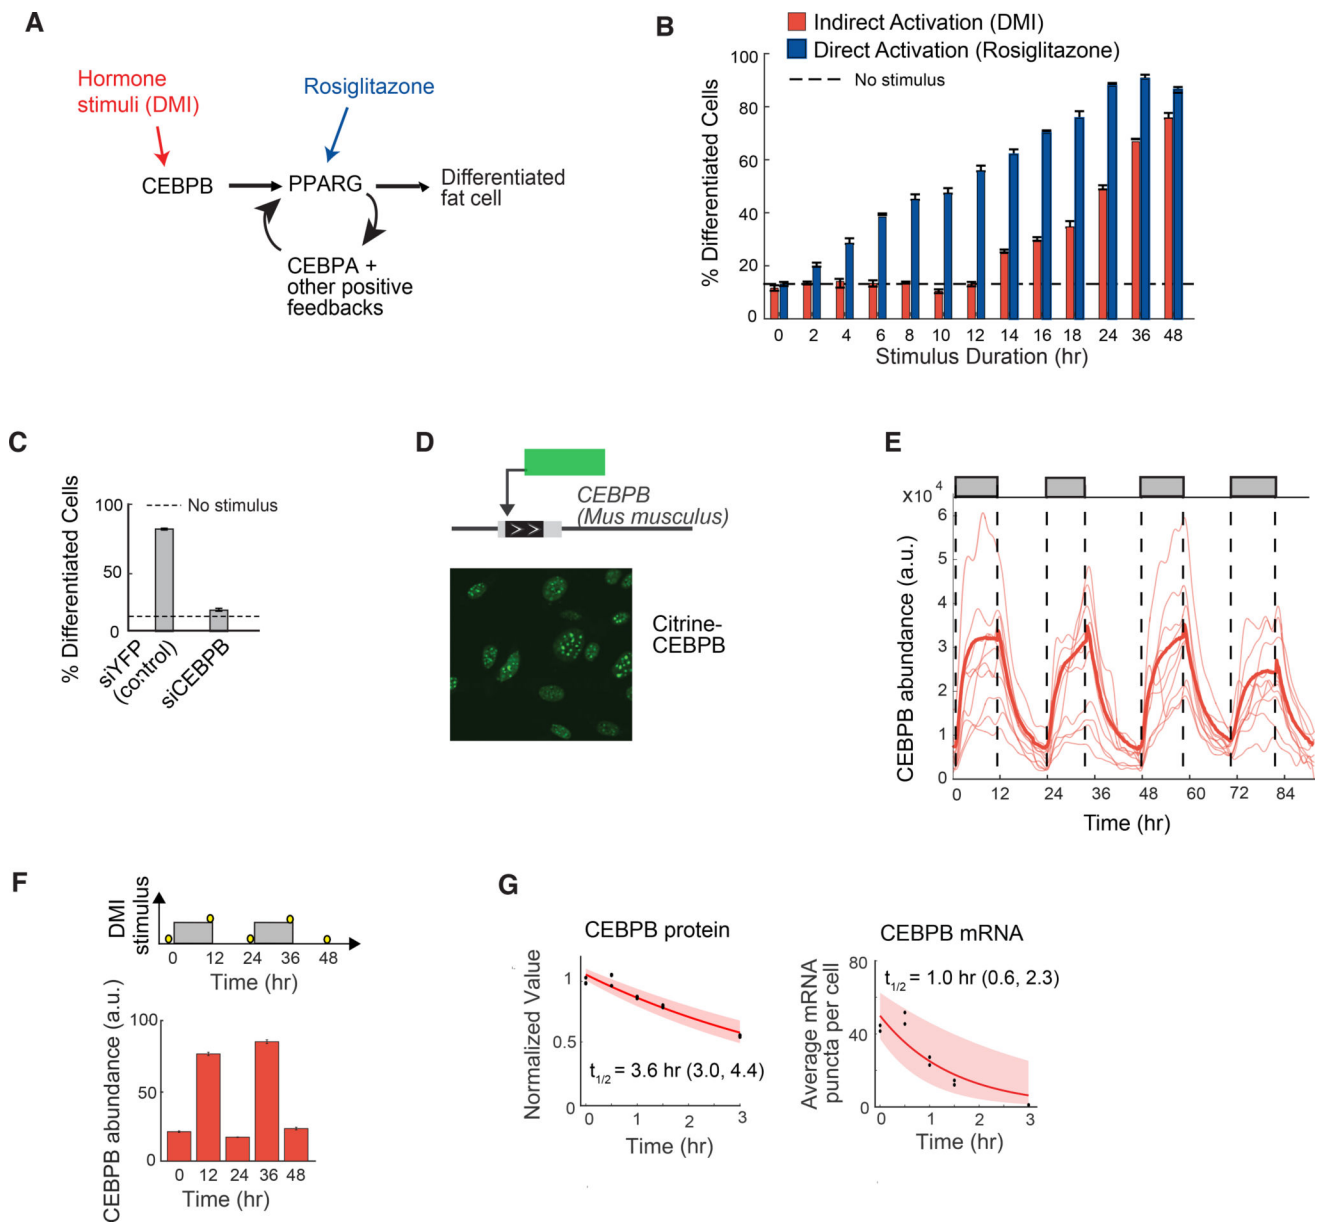 A
Hormone
stimuli (DMI)
Rosiglitazone
CEBPB
PPARG
Differentiated
fat cell
CEBPA +
other positive
feedbacks
B
Indirect Activation (DMI)
Direct Activation (Rosiglitazone)
No stimulus
% Differentiated Cells
100
80
60
40
20
0
0 2 4 6 8 10 12 14 16 18 24 36 48
Stimulus Duration (hr)
C
% Differentiated Cells
No stimulus
100
50
0
siYFP
(control)
siCEBPB
D
CEBPB
(Mus musculus)
> >
Citrine-
CEBPB
E
X10 4
CEBPB abundance (a.u.)
6
5
4
3
2
1
0
0 12 24 36 48 60 72 84
Time (hr)
F
DMI
stimulus
0 12 24 36 48
Time (hr)
CEBPB abundance (a.u.)
100
50
0
0 12 24 36 48
Time (hr)
G
CEBPB protein
Normalized Value
1
0.5
0
t1/2 = 3.6 hr (3.0, 4.4)
0 1 2 3
Time (hr)
CEBPB mRNA
Average mRNA
puncta per cell
80
40
0
t1/2 = 1.0 hr (0.6, 2.3)
0 1 2 3
Time (hr)